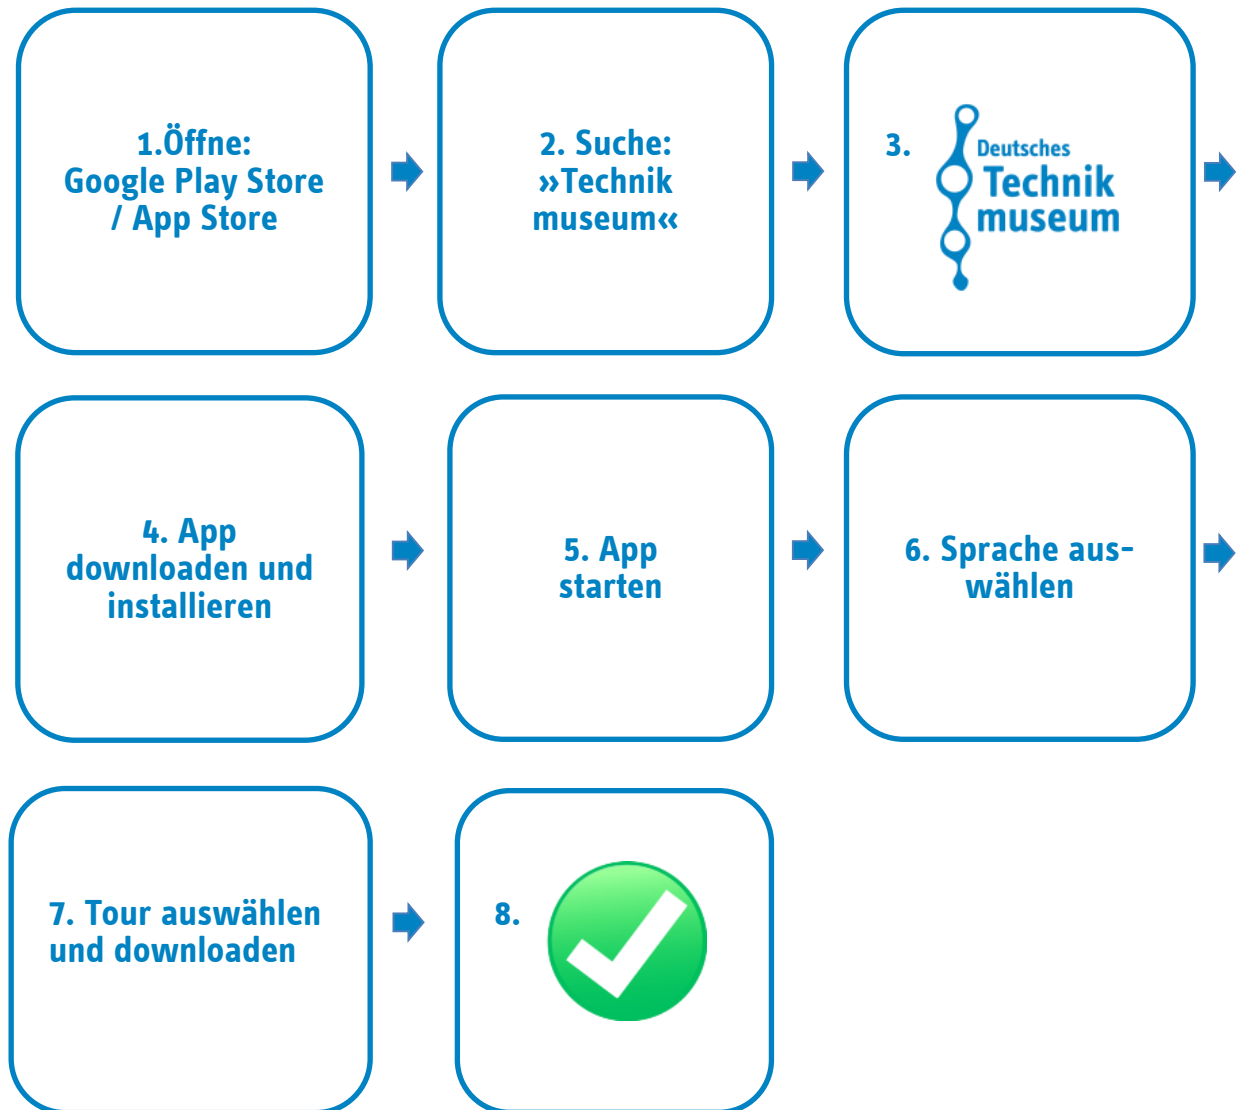 1.Öffne:
Google Play Store
/ App Store
2. Suche:
»Technik
museum«
3.
Deutsches
Technik
museum
4. App
downloaden und
installieren
5. App
starten
6. Sprache aus-
wählen
7. Tour auswählen
und downloaden
8.